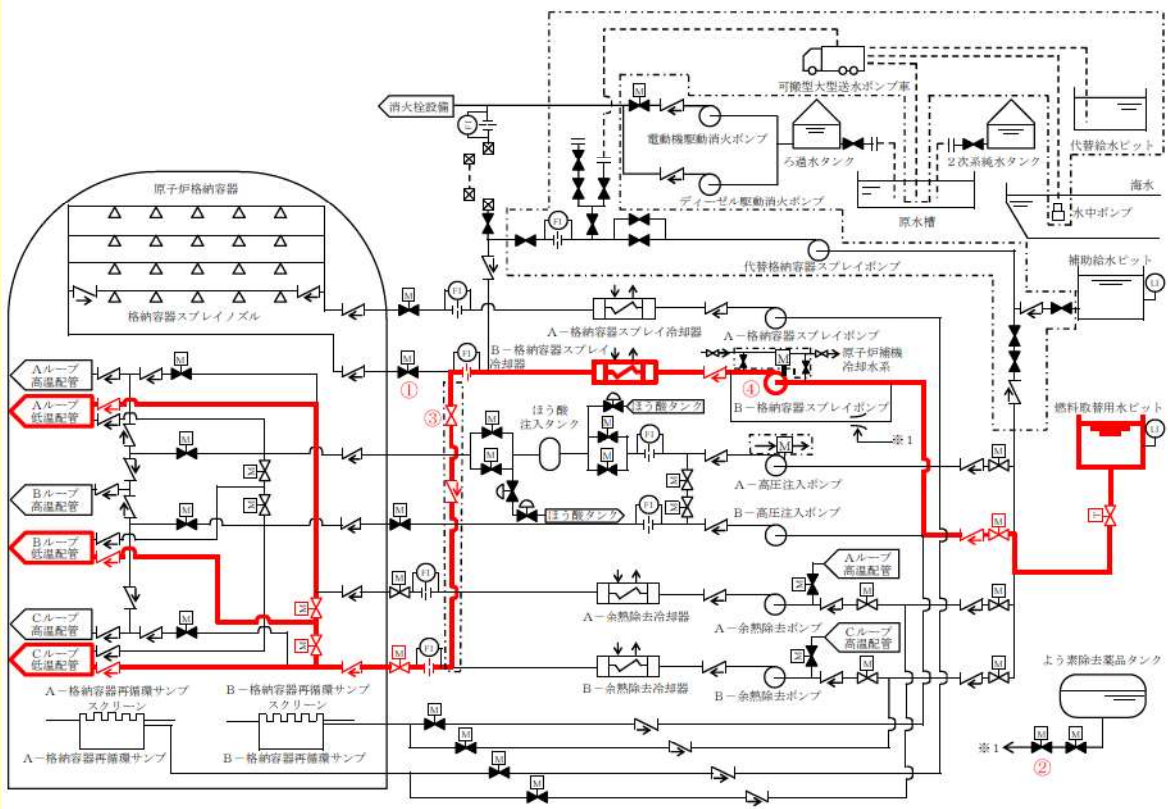 消火栓設備
FI
M
可搬型大型送水ポンプ車
電動機駆動消火ポンプ
ろ過水タンク
2次系純水タンク
代替給水ピット
ディーゼル駆動消火ポンプ
原水槽
海水
水中ポンプ
原子炉格納容器
FI
代替格納容器スプレイポンプ
補助給水ピット
LI
格納容器スプレイノズル
M
FI
A-格納容器スプレイ冷却器
A-格納容器スプレイポンプ
B-格納容器スプレイ
冷却器
M
原子炉補機
冷却水系
Aループ
高温配管
M
M
①
FI
④
B-格納容器スプレイポンプ
Aループ
低温配管
③
ほう酸
注入タンク
M
ほう酸タンク
燃料取替用水ピット
LI
※1
M
M
M
M
M
FI
M
A-高圧注入ポンプ
M
M
Bループ
高温配管
M
M
ほう酸タンク
M
FI
B-高圧注入ポンプ
M
T
Bループ
低温配管
M
M
Aループ
高温配管
M
FI
M
M
M
A-余熱除去冷却器
A-余熱除去ポンプ
Cループ
高温配管
M
M
Cループ
高温配管
Cループ
低温配管
M
M
FI
M
M
M
B-余熱除去冷却器
B-余熱除去ポンプ
よう素除去薬品タンク
A-格納容器再循環サンプ
スクリーン
B-格納容器再循環サンプ
スクリーン
M
M
A-格納容器再循環サンプ
B-格納容器再循環サンプ
M
M
※1
M
M
②